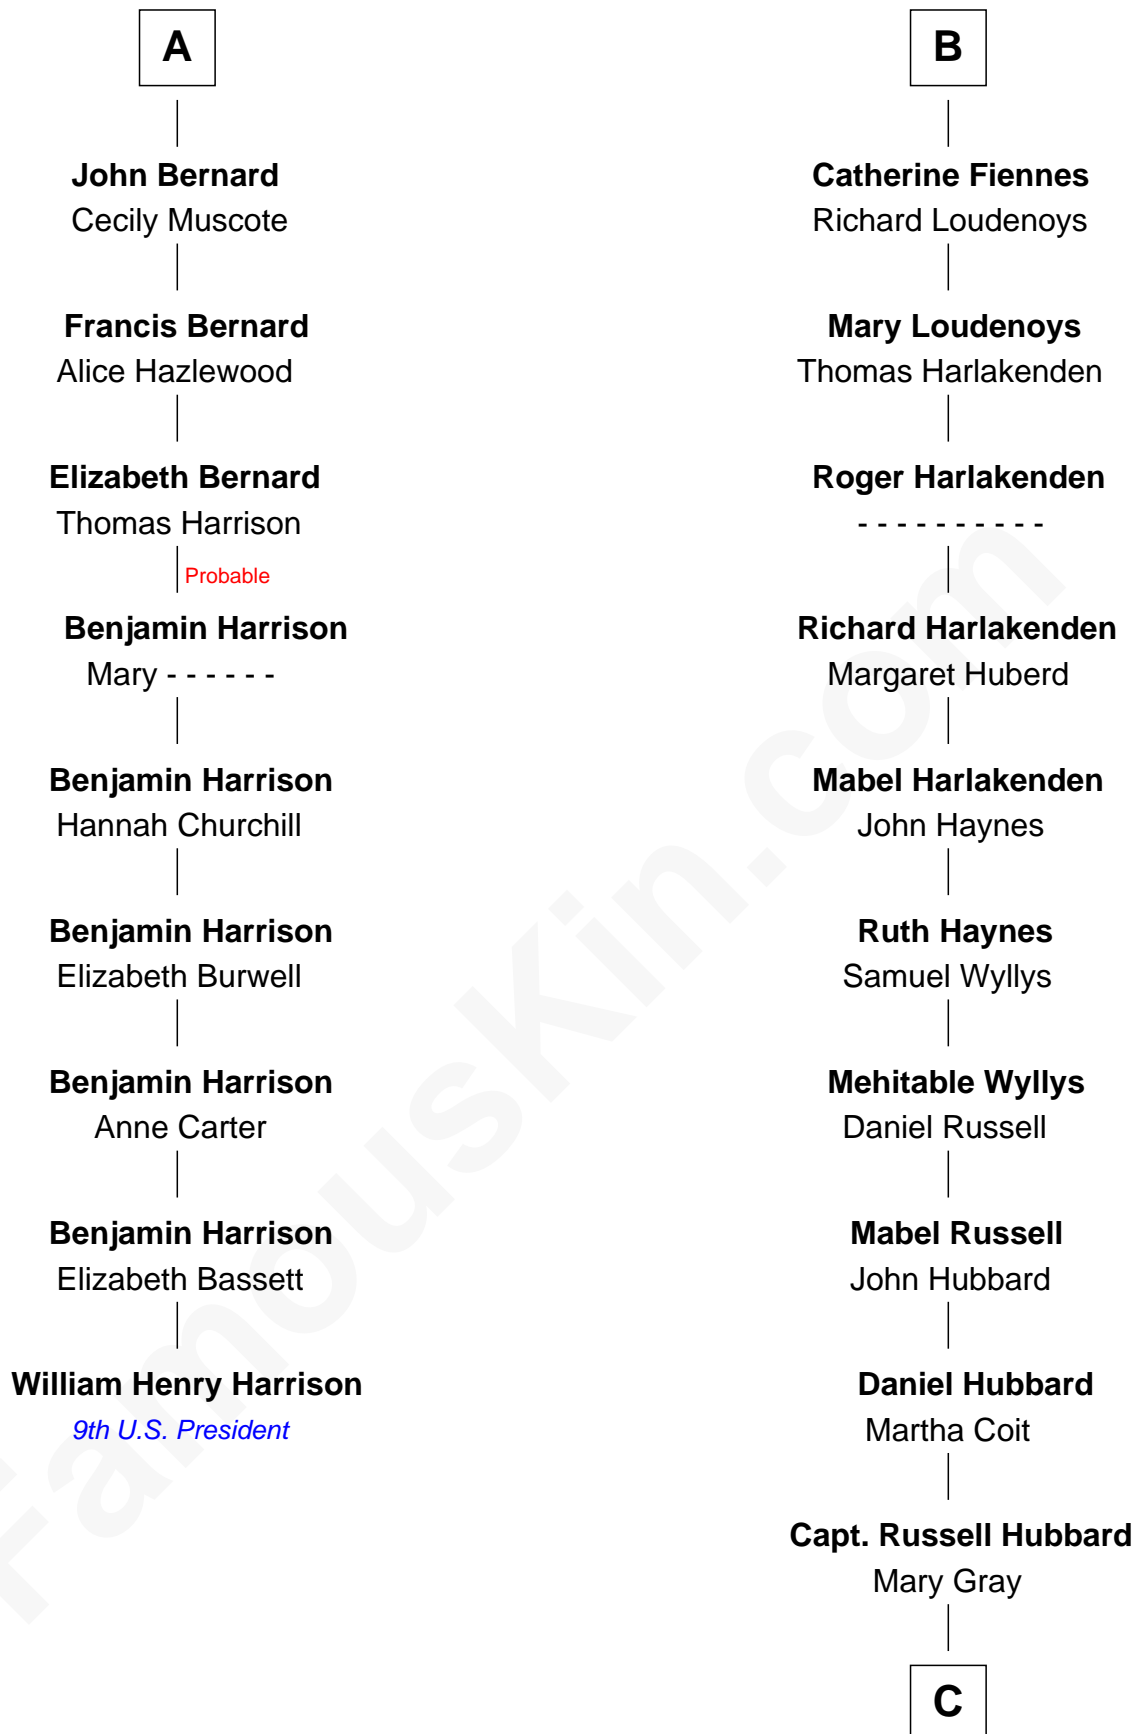 A
John Bernard
Cecily Muscote
Francis Bernard
Alice Hazlewood
Elizabeth Bernard
Thomas Harrison
Probable
Benjamin Harrison
Mary - - - - - -
Benjamin Harrison
Hannah Churchill
Benjamin Harrison
Elizabeth Burwell
Benjamin Harrison
Anne Carter
Benjamin Harrison
Elizabeth Bassett
William Henry Harrison
9th U.S. President
B
Catherine Fiennes
Richard Loudenoys
Mary Loudenoys
Thomas Harlakenden
Roger Harlakenden
- - - - - - - - - -
Richard Harlakenden
Margaret Huberd
Mabel Harlakenden
John Haynes
Ruth Haynes
Samuel Wyllys
Mehitable Wyllys
Daniel Russell
Mabel Russell
John Hubbard
Daniel Hubbard
Martha Coit
Capt. Russell Hubbard
Mary Gray
C
FamousKin.com